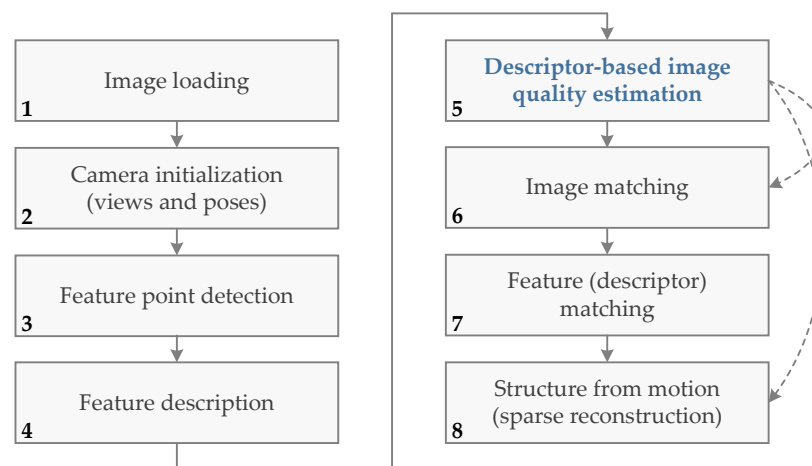 Image loading
1
Camera initialization
(views and poses)
2
Feature point detection
3
Feature description
4
Descriptor-based image
quality estimation
5
Image matching
6
Feature (descriptor)
matching
7
Structure from motion
(sparse reconstruction)
8